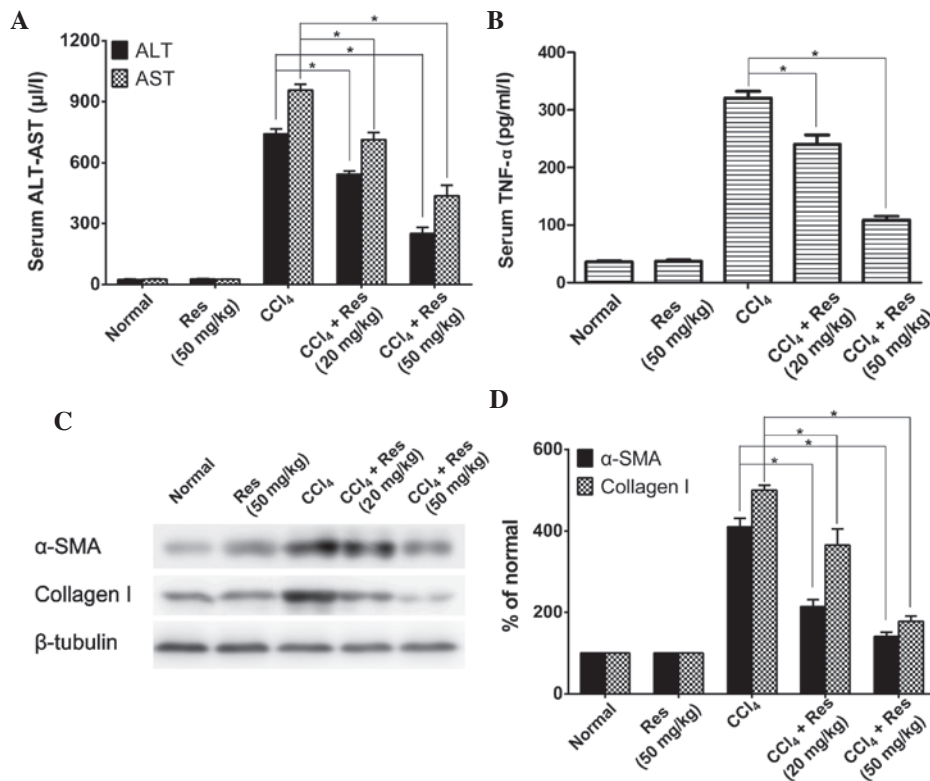 A
Serum ALT-AST (µl/l)
1200
900
600
300
0
ALT
AST
*
*
*
*
Normal
Res
(50 mg/kg)
CCl₄
CCl₄ + Res
(20 mg/kg)
CCl₄ + Res
(50 mg/kg)
B
Serum TNF-α (pg/ml/l)
400
300
200
100
0
*
*
Normal
Res
(50 mg/kg)
CCl₄
CCl₄ + Res
(20 mg/kg)
CCl₄ + Res
(50 mg/kg)
C
Normal
Res
(50 mg/kg)
CCl₄
CCl₄ + Res
(20 mg/kg)
CCl₄ + Res
(50 mg/kg)
α-SMA
Collagen I
β-tubulin
D
% of normal
600
400
200
0
α-SMA
Collagen I
*
*
*
*
Normal
Res
(50 mg/kg)
CCl₄
CCl₄ + Res
(20 mg/kg)
CCl₄ + Res
(50 mg/kg)